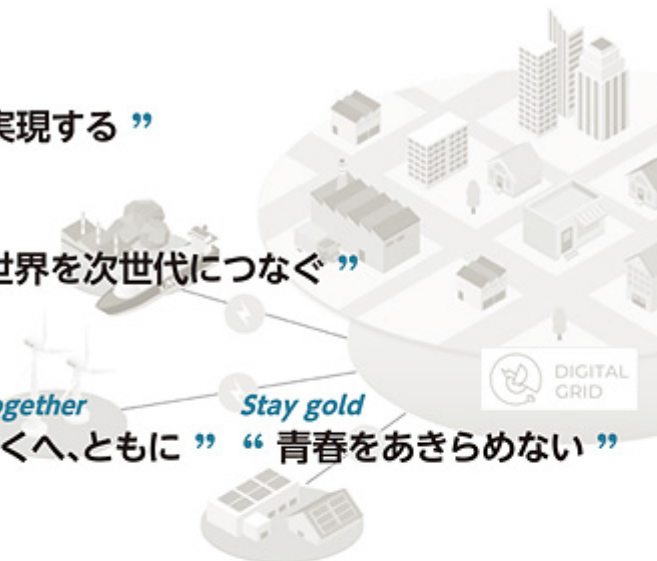 実現する ”
世界を次世代につなぐ ”
ogether
くへ、ともに ”
Stay gold
“ 青春をあきらめない ”
DIGITAL
GRID